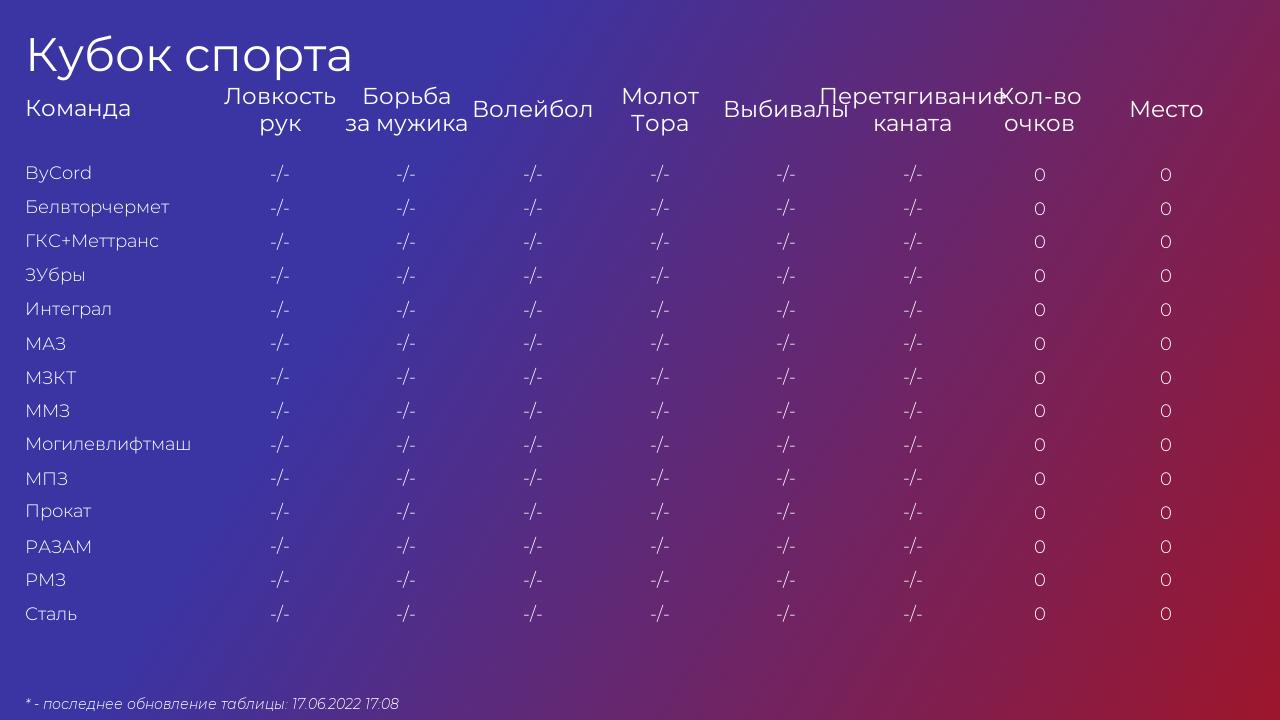 Кубок спорта
Команда Ловкость рук Борьба за мужика Волейбол Молот Тора Выбивалы Перетягивание каната Кол-во очков Место
ByCord -/- -/- -/- -/- -/- -/- 0 0
Белвторчермет -/- -/- -/- -/- -/- -/- 0 0
ГКС+Меттранс -/- -/- -/- -/- -/- -/- 0 0
ЗУбры -/- -/- -/- -/- -/- -/- 0 0
Интеграл -/- -/- -/- -/- -/- -/- 0 0
МАЗ -/- -/- -/- -/- -/- -/- 0 0
МЗКТ -/- -/- -/- -/- -/- -/- 0 0
ММЗ -/- -/- -/- -/- -/- -/- 0 0
Могилевлифтмаш -/- -/- -/- -/- -/- -/- 0 0
МПЗ -/- -/- -/- -/- -/- -/- 0 0
Прокат -/- -/- -/- -/- -/- -/- 0 0
РАЗАМ -/- -/- -/- -/- -/- -/- 0 0
РМЗ -/- -/- -/- -/- -/- -/- 0 0
Сталь -/- -/- -/- -/- -/- -/- 0 0
* - последнее обновление таблицы: 17.06.2022 17:08